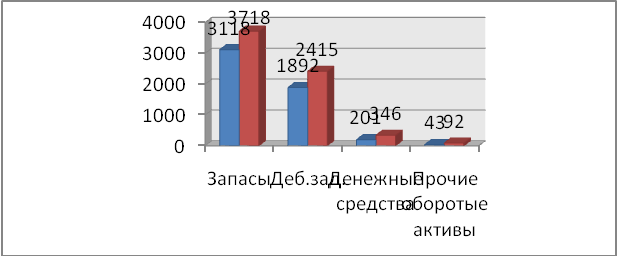 4000
3000
2000
1000
0
3118
3718
1892
2415
201
346
43
92
Запасы
Деб.зад.
Денежные
средства
Прочие
оборотые
активы